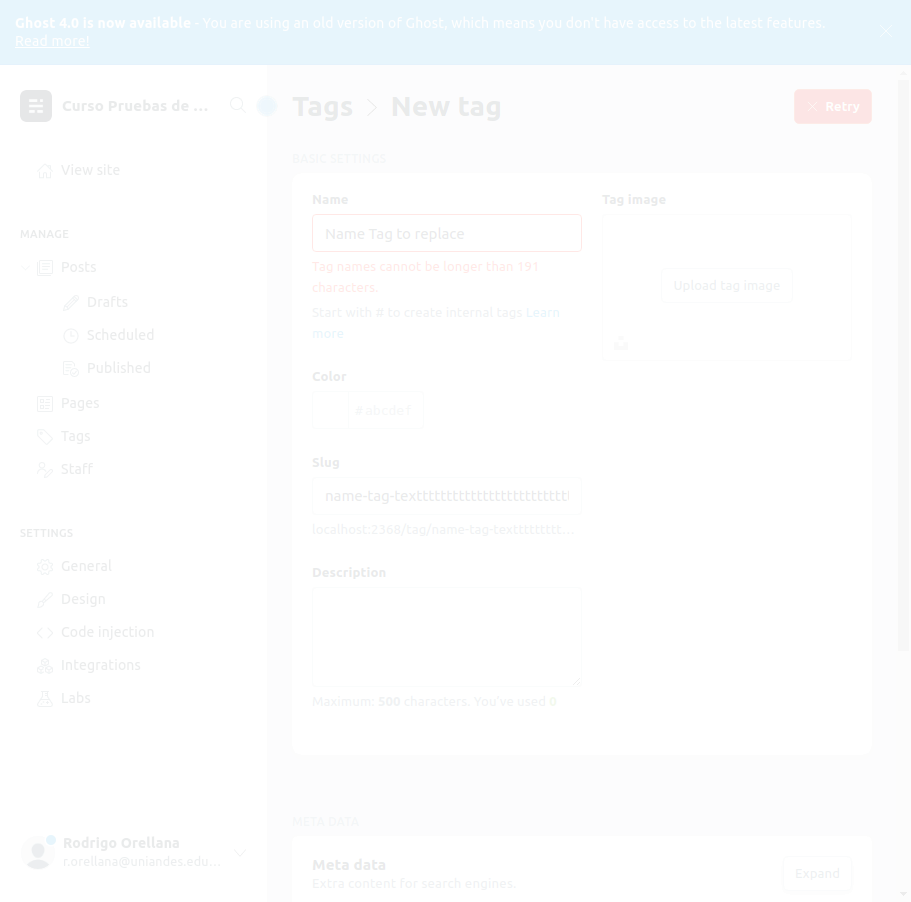 Ghost 4.0 is now available - You are using an old version of Ghost, which means you don't have access to the latest features.
Read more!
Curso Pruebas de ...
View site
MANAGE
Posts
Drafts
Scheduled
Published
Pages
Tags
Staff
SETTINGS
General
Design
Code injection
Integrations
Labs
Rodrigo Orellana
r.orellana@uniandes.edu...
Tags > New tag
Retry
BASIC SETTINGS
Name
Name Tag to replace
Tag names cannot be longer than 191
characters.
Start with # to create internal tags Learn
more
Color
# abcdef
Slug
name-tag-texttttttttttttttttttttttttt
localhost:2368/tag/name-tag-texttttttttt...
Description
Maximum: 500 characters. You've used 0
Tag image
Upload tag image
META DATA
Meta data
Extra content for search engines.
Expand